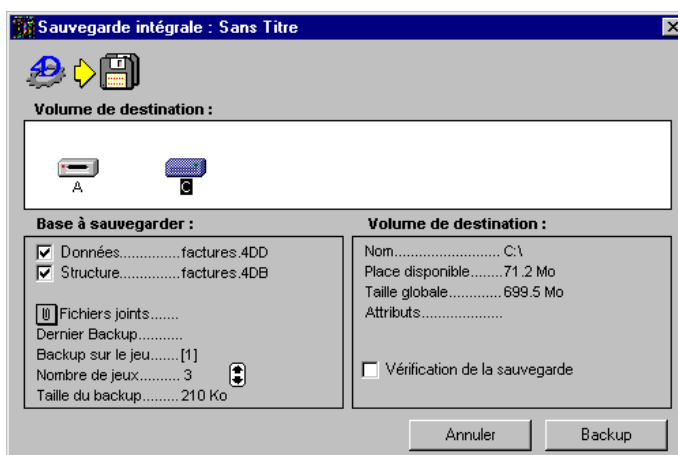 Sauvegarde intégrale : Sans Titre
Volume de destination :
A
C
Base à sauvegarder :
Données..............factures.4DD
Structure.............factures.4DB
Fichiers joints.......
Dernier Backup...........
Backup sur le jeu.......[1]
Nombre de jeux.......... 3
Taille du backup.........210 Ko
Volume de destination :
Nom.......................... C:\
Place disponible........71.2 Mo
Taille globale.............699.5 Mo
Attributs....................
Vérification de la sauvegarde
Annuler
Backup